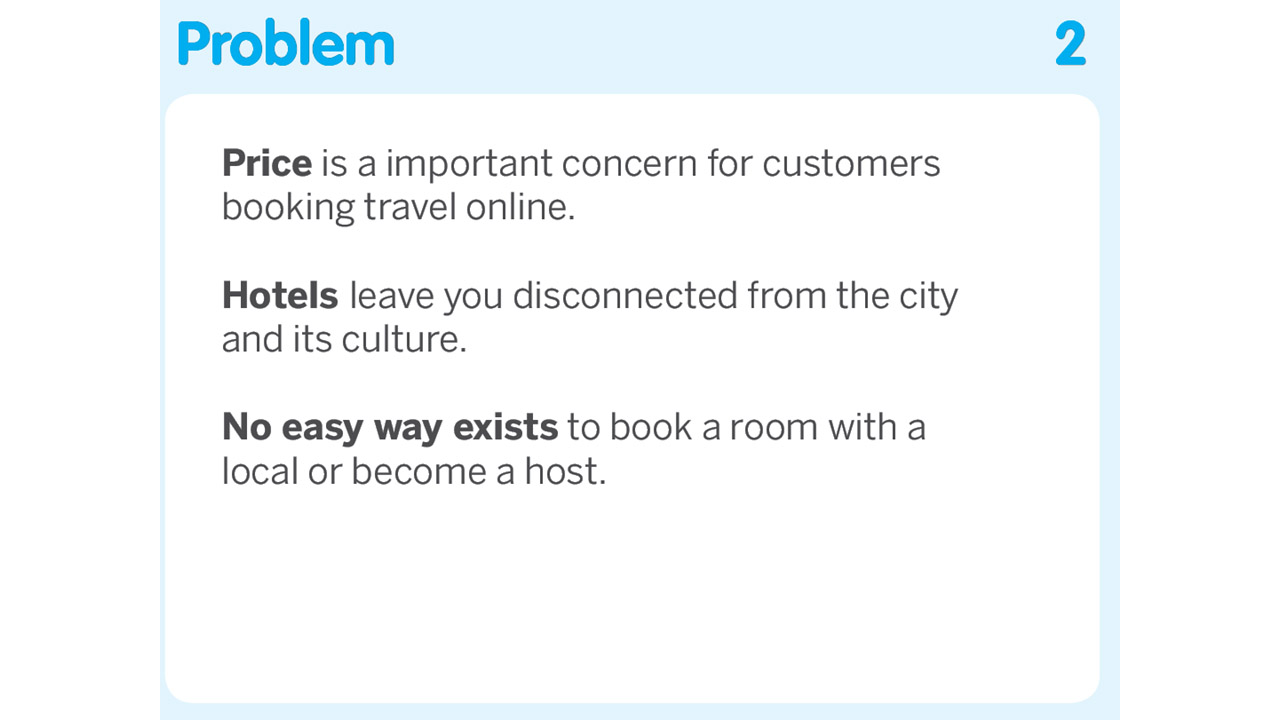 Problem
2
Price is a important concern for customers
booking travel online.
Hotels leave you disconnected from the city
and its culture.
No easy way exists to book a room with a
local or become a host.